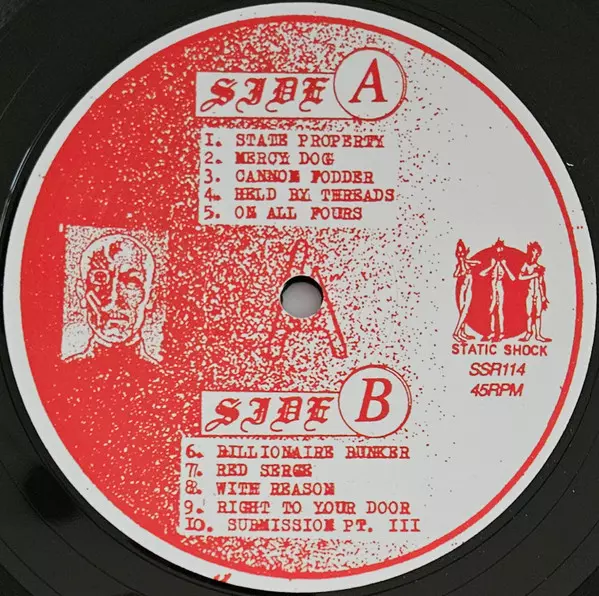 SIDE A
1. STATE PROPERTY
2. MERCY DOG
3. CANNON FODDER
4. HELD BY THREADS
5. ON ALL FOURS
A
STATIC SHOCK
SSR114
45RPM
SIDE B
6. BILLIONAIRE BUNKER
7. RED SERGE
8. WITH REASON
9. RIGHT TO YOUR DOOR
10. SUBMISSION PT. III